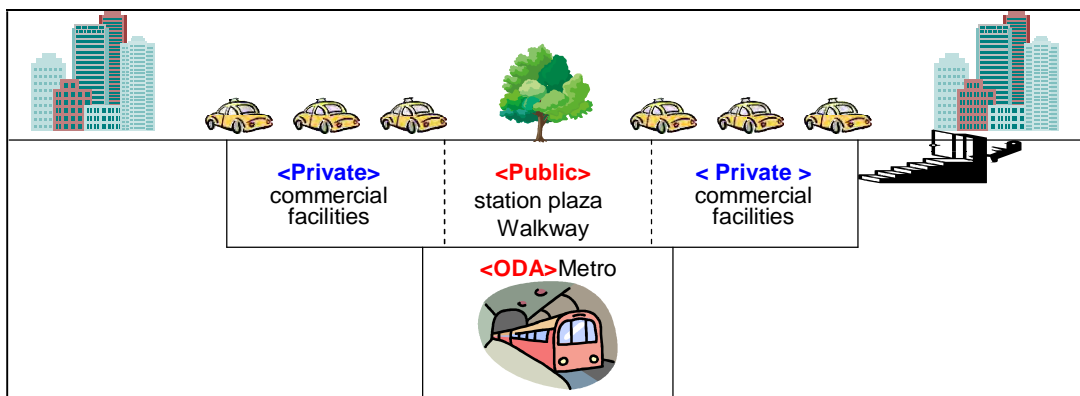 <Private>
commercial
facilities
<Public>
station plaza
Walkway
< Private >
commercial
facilities
<ODA>Metro